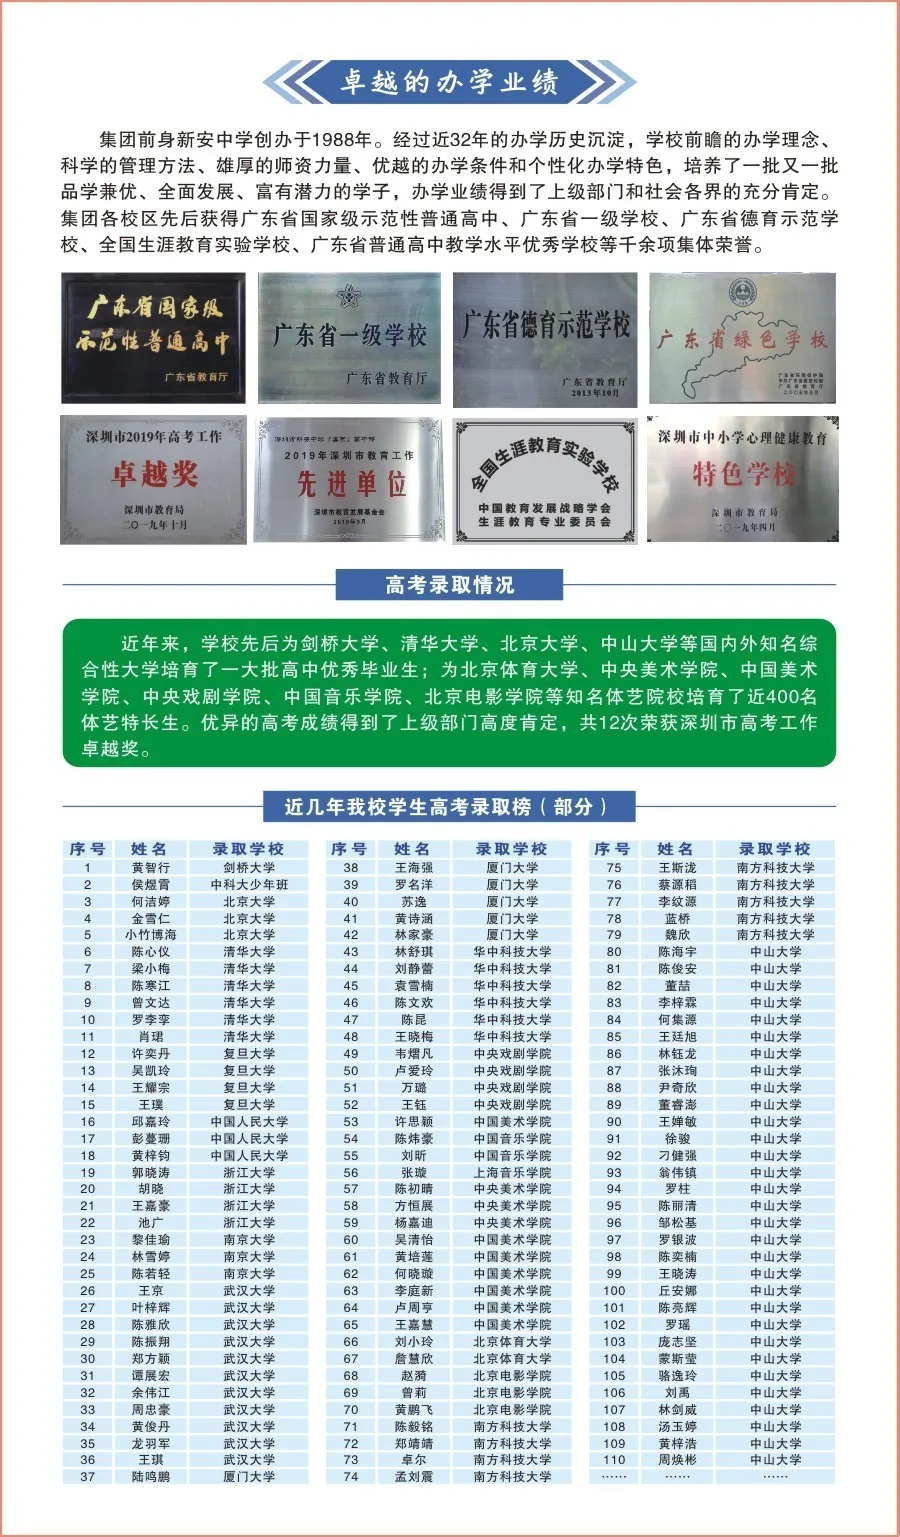 卓越的办学业绩
集团前身新安中学创办于1988年。经过近32年的办学历史沉淀，学校前瞻的办学理念、
科学的管理方法、雄厚的师资力量、优越的办学条件和个性化办学特色，培养了一批又一批
品学兼优、全面发展、富有潜力的学子，办学业绩得到了上级部门和社会各界的充分肯定。
集团各校区先后获得广东省国家级示范性普通高中、广东省一级学校、广东省德育示范学
校、全国生涯教育实验学校、广东省普通高中教学水平优秀学校等千余项集体荣誉。
广东省国家级
示范性普通高中
广东省教育厅
广东省一级学校
广东省教育厅
广东省德育示范学校
广东省教育厅
2013年10月
广东省绿色学校
深圳市2019年高考工作
卓越奖
深圳市教育局
二〇一九年十月
2019年深圳市教育工作
先进单位
深圳市教育发展基金会
2019年9月
全国生涯教育实验学校
中国教育发展战略学会
生涯教育专业委员会
深圳市中小学心理健康教育
特色学校
深圳市教育局
二〇一九年四月
高考录取情况
近年来，学校先后为剑桥大学、清华大学、北京大学、中山大学等国内外知名综
合性大学培育了一大批高中优秀毕业生；为北京体育大学、中央美术学院、中国美术
学院、中央戏剧学院、中国音乐学院、北京电影学院等知名体艺院校培育了近400名
体艺特长生。优异的高考成绩得到了上级部门高度肯定，共12次荣获深圳市高考工作
卓越奖。
近几年我校学生高考录取榜（部分）
序号 姓名 录取学校
1 黄智行 剑桥大学
2 侯煜霄 中科大少年班
3 何洁婷 北京大学
4 金雪仁 北京大学
5 小竹博海 北京大学
6 陈心仪 清华大学
7 梁小梅 清华大学
8 陈寒江 清华大学
9 曾文达 清华大学
10 罗李孪 清华大学
11 肖珺 清华大学
12 许奕丹 复旦大学
13 吴凯玲 复旦大学
14 王耀宗 复旦大学
15 王璞 复旦大学
16 邱嘉玲 中国人民大学
17 彭蔓珊 中国人民大学
18 黄梓钧 中国人民大学
19 郭晓涛 浙江大学
20 胡晓 浙江大学
21 王嘉豪 浙江大学
22 池广 浙江大学
23 黎佳瑜 南京大学
24 林雪婷 南京大学
25 陈若轻 南京大学
26 王京 武汉大学
27 叶梓辉 武汉大学
28 陈雅欣 武汉大学
29 陈振翔 武汉大学
30 郑方颖 武汉大学
31 谭展宏 武汉大学
32 余伟江 武汉大学
33 周忠豪 武汉大学
34 黄俊丹 武汉大学
35 龙羽军 武汉大学
36 王琪 武汉大学
37 陆鸣鹏 厦门大学
序号 姓名 录取学校
38 王海强 厦门大学
39 罗名洋 厦门大学
40 苏逸 厦门大学
41 黄诗涵 厦门大学
42 林家豪 厦门大学
43 林舒琪 华中科技大学
44 刘静蕾 华中科技大学
45 袁雪楠 华中科技大学
46 陈文欢 华中科技大学
47 陈昆 华中科技大学
48 王晓梅 华中科技大学
49 韦熠凡 中央戏剧学院
50 卢爱玲 中央戏剧学院
51 万璐 中央戏剧学院
52 王钰 中央戏剧学院
53 许思颖 中国美术学院
54 陈炜豪 中国音乐学院
55 刘昕 中国音乐学院
56 张璇 上海音乐学院
57 陈初晴 中央美术学院
58 方恒展 中央美术学院
59 杨嘉迪 中央美术学院
60 吴清怡 中国美术学院
61 黄培莲 中国美术学院
62 何晓璇 中国美术学院
63 李庭新 中国美术学院
64 卢周亨 中国美术学院
65 王嘉慧 中国美术学院
66 刘小玲 北京体育大学
67 詹慧欣 北京体育大学
68 赵漪 北京电影学院
69 曾莉 北京电影学院
70 黄鹏飞 北京电影学院
71 陈毅铭 南方科技大学
72 郑靖靖 南方科技大学
73 卓尔 南方科技大学
74 孟刘震 南方科技大学
序号 姓名 录取学校
75 王斯泷 南方科技大学
76 蔡源稻 南方科技大学
77 李纹源 南方科技大学
78 蓝桥 南方科技大学
79 魏欣 南方科技大学
80 陈海宇 中山大学
81 陈俊安 中山大学
82 董喆 中山大学
83 李梓霖 中山大学
84 何集源 中山大学
85 王廷旭 中山大学
86 林钰龙 中山大学
87 张沐珣 中山大学
88 尹奇欣 中山大学
89 董睿澎 中山大学
90 王婵敏 中山大学
91 徐骏 中山大学
92 刁健强 中山大学
93 翁伟镇 中山大学
94 罗柱 中山大学
95 陈丽清 中山大学
96 邹松基 中山大学
97 罗银波 中山大学
98 陈奕楠 中山大学
99 王晓涛 中山大学
100 丘安娜 中山大学
101 陈亮辉 中山大学
102 罗瑶 中山大学
103 庞志坚 中山大学
104 蒙斯莹 中山大学
105 骆逸玲 中山大学
106 刘禹 中山大学
107 林剑威 中山大学
108 汤玉婷 中山大学
109 黄梓浩 中山大学
110 周焕彬 中山大学
…… …… ……